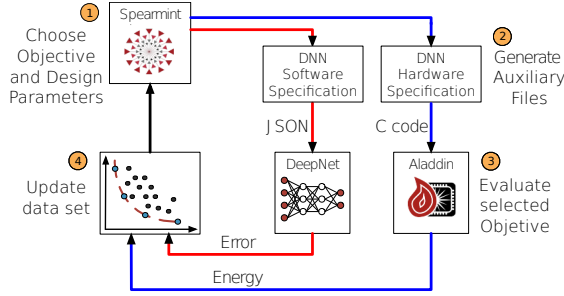 1
Spearmint
Choose
Objective
and Design
Parameters
DNN
Software
Specification
DNN
Hardware
Specification
2
Generate
Auxiliary
Files
JSON
C code
4
Update
data set
DeepNet
Aladdin
3
Evaluate
selected
Objetive
Error
Energy